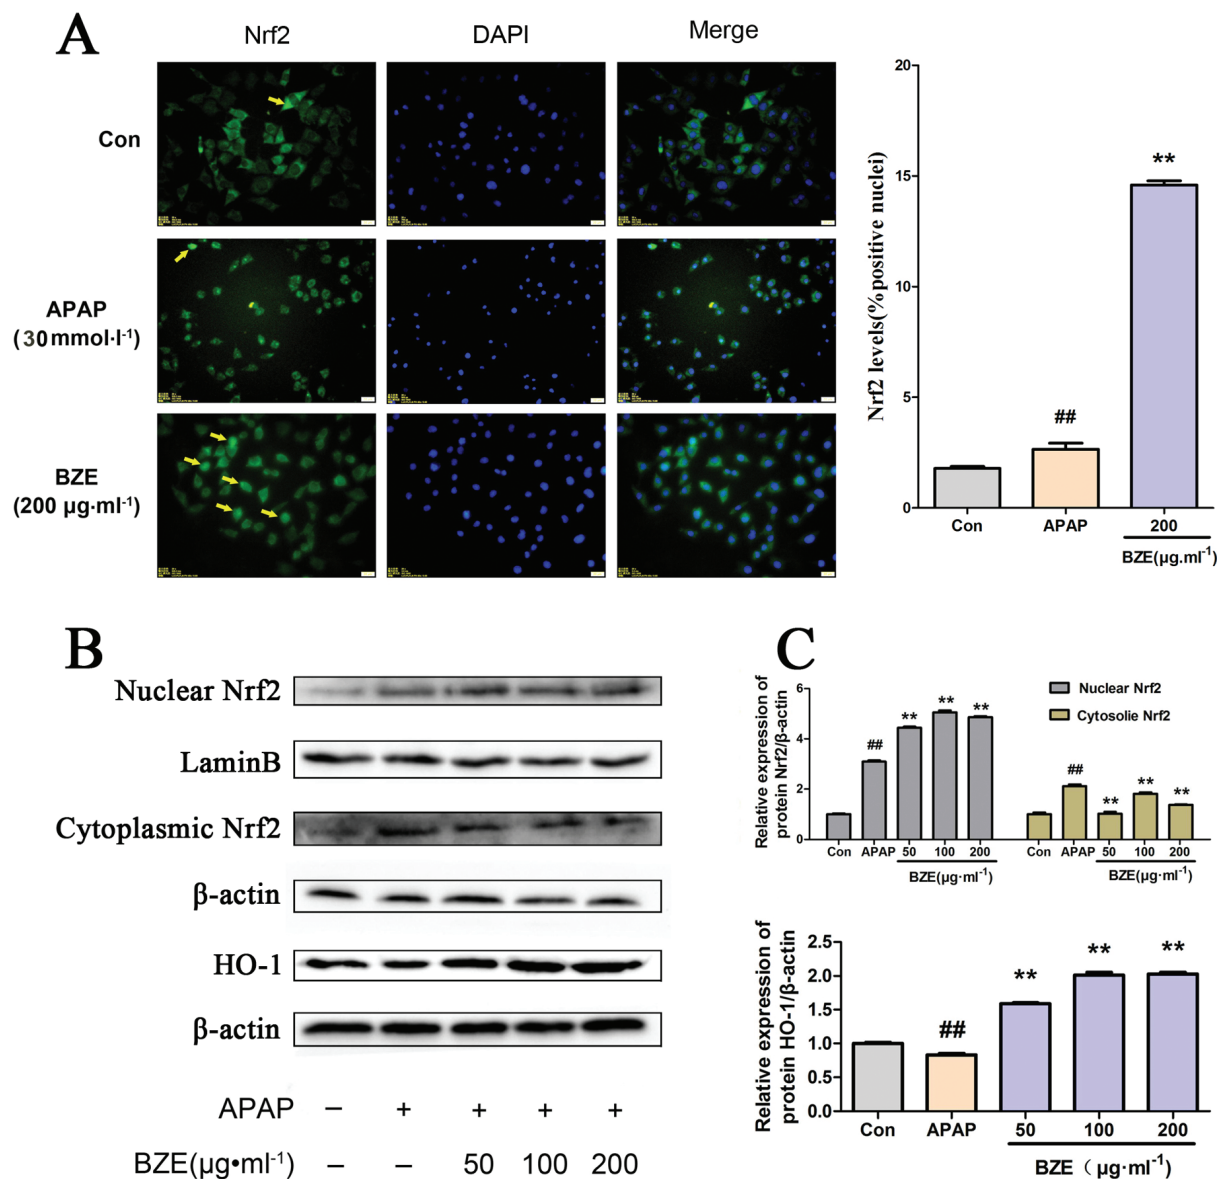 A
Nrf2
DAPI
Merge
Con
APAP
(30mmol·l-1)
BZE
(200 μg·ml-1)
Nrf2 levels(%positive nuclei)
20
15
10
5
0
##
**
Con
APAP
200
BZE(μg.ml-1)
B
Nuclear Nrf2
LaminB
Cytoplasmic Nrf2
β-actin
HO-1
β-actin
APAP – + + + +
BZE(μg•ml-1) – – 50 100 200
C
Relative expression of
protein Nrf2/β-actin
6
4
2
0
Nuclear Nrf2
Cytosolie Nrf2
## ** ** **
## ** ** **
Con APAP 50 100 200
BZE(μg·ml-1)
Con APAP 50 100 200
BZE(μg·ml-1)
Relative expression of
protein HO-1/β-actin
2.5
2.0
1.5
1.0
0.5
0.0
## ** ** **
Con APAP 50 100 200
BZE（μg·ml-1)